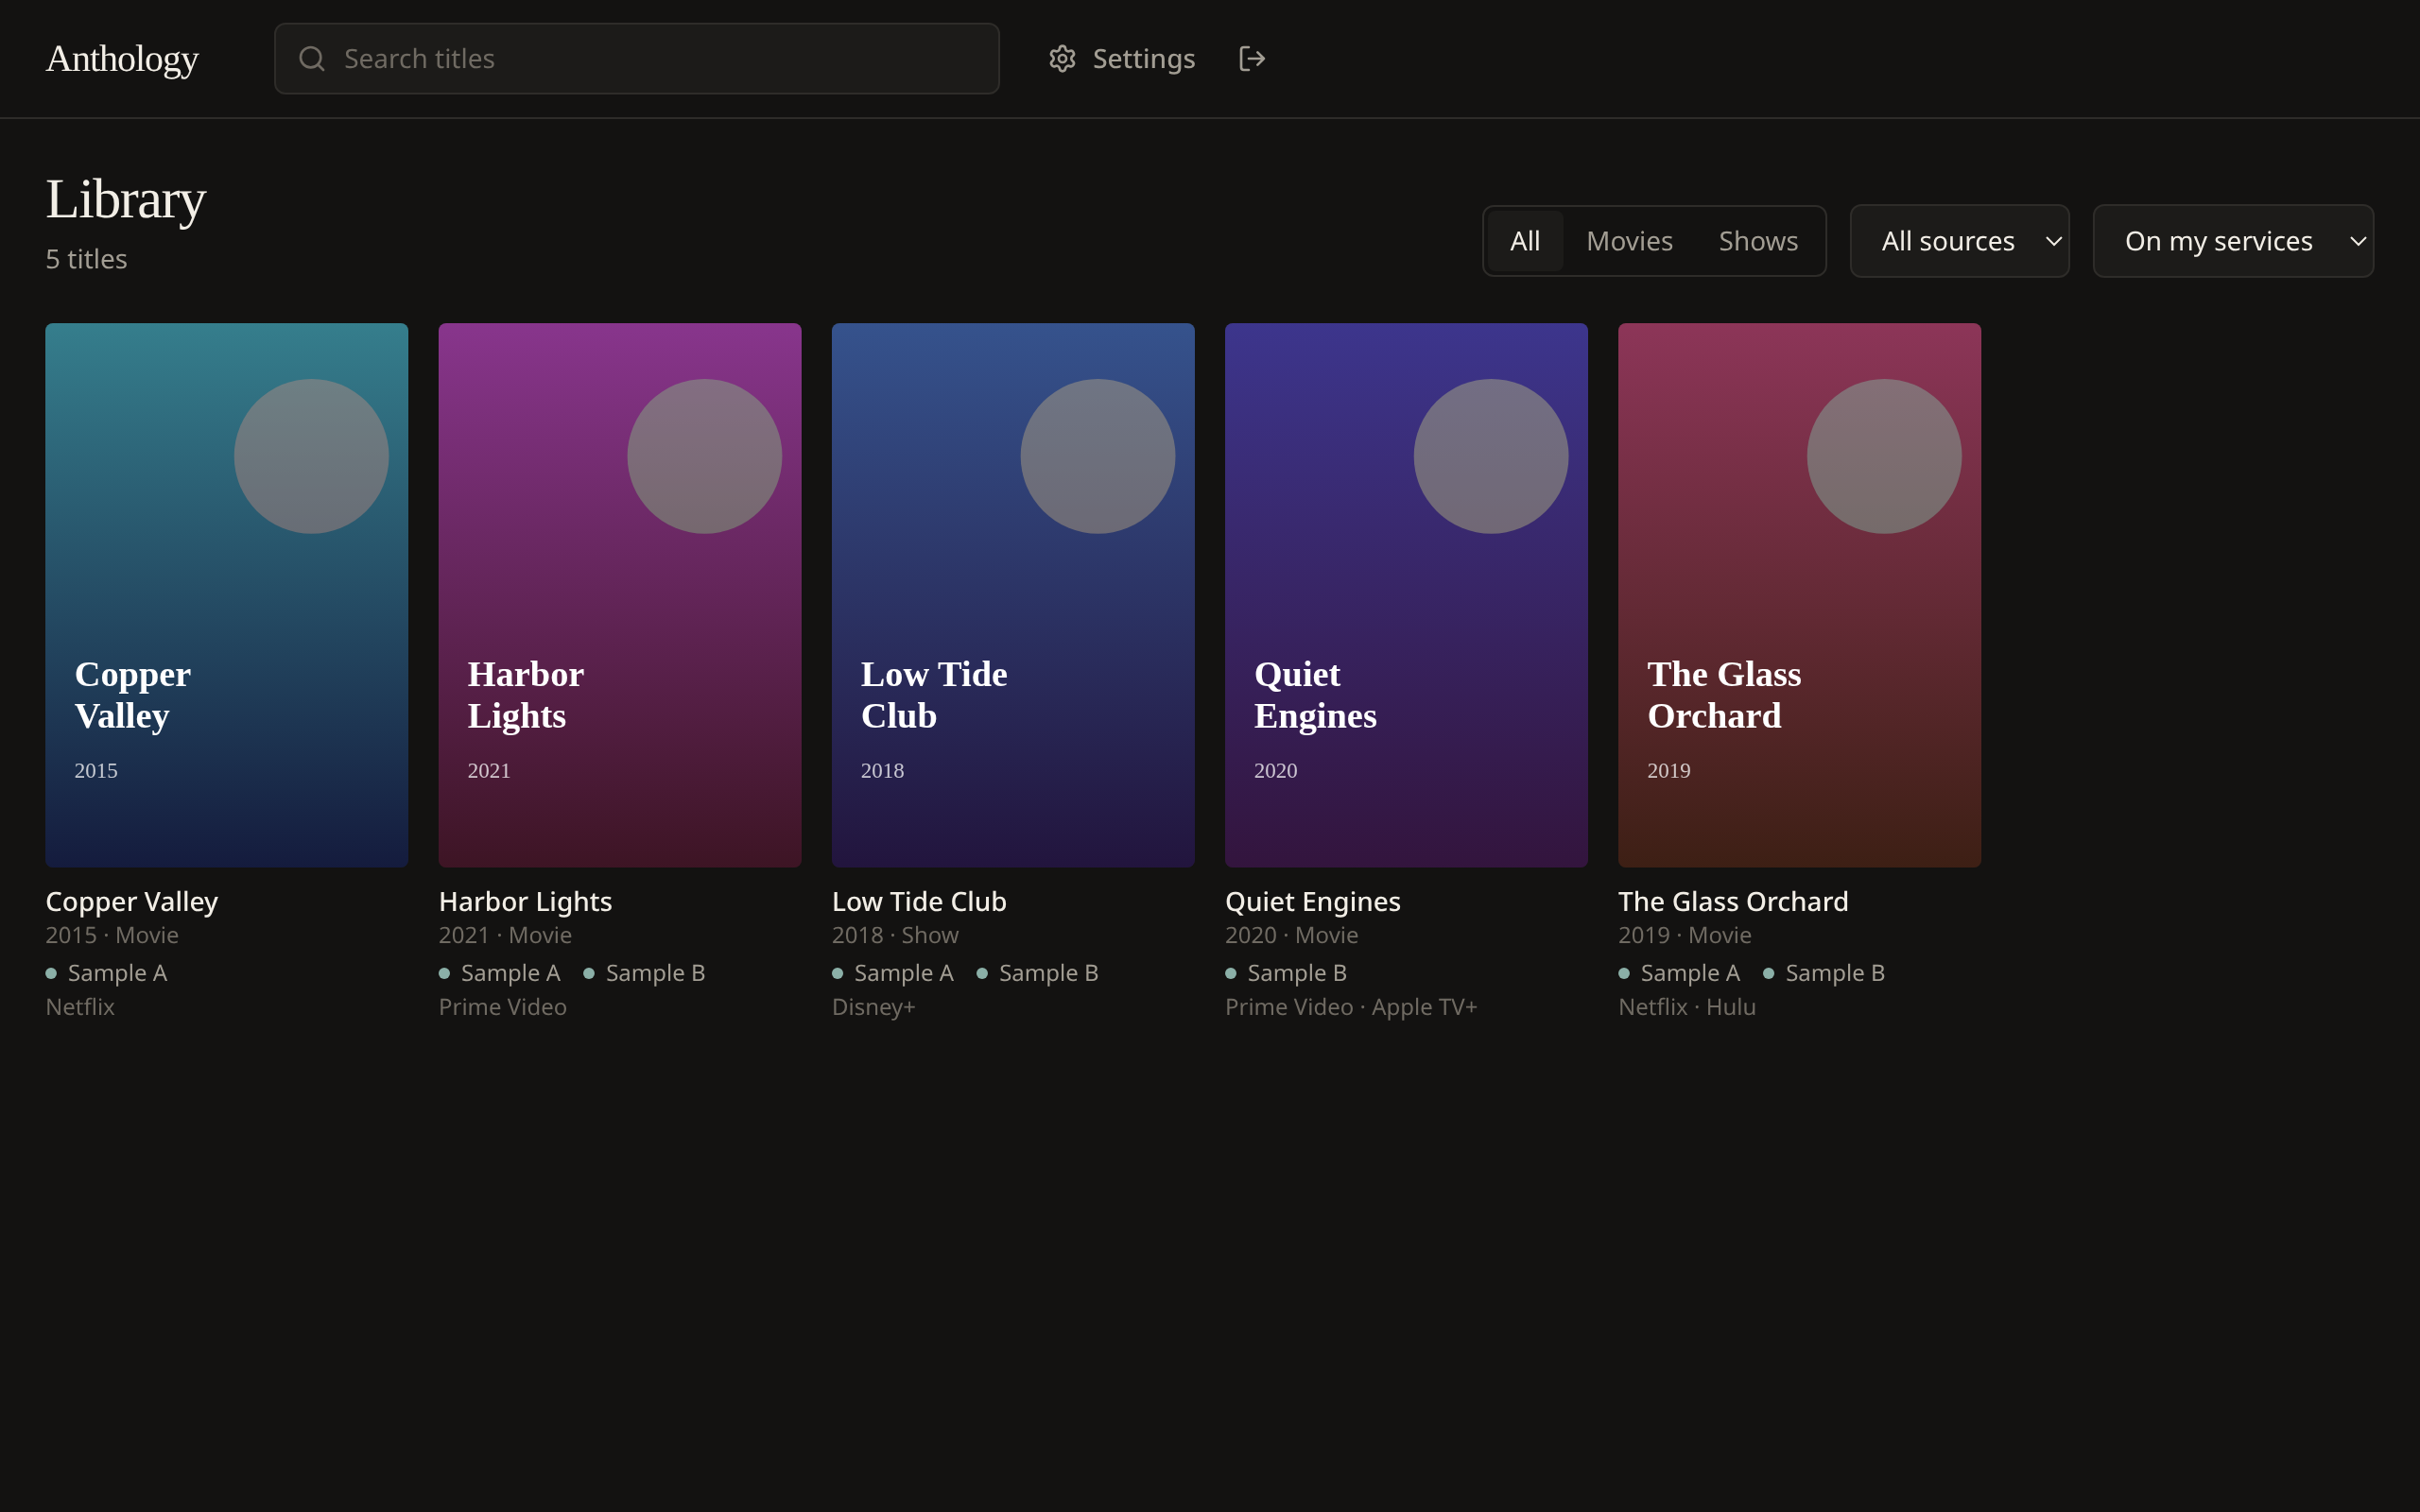 Anthology
Search titles
Settings
Library
5 titles
All
Movies
Shows
All sources
On my services
Copper
Valley
2015
Harbor
Lights
2021
Low Tide
Club
2018
Quiet
Engines
2020
The Glass
Orchard
2019
Copper Valley
2015 · Movie
Sample A
Netflix
Harbor Lights
2021 · Movie
Sample A Sample B
Prime Video
Low Tide Club
2018 · Show
Sample A Sample B
Disney+
Quiet Engines
2020 · Movie
Sample B
Prime Video · Apple TV+
The Glass Orchard
2019 · Movie
Sample A Sample B
Netflix · Hulu